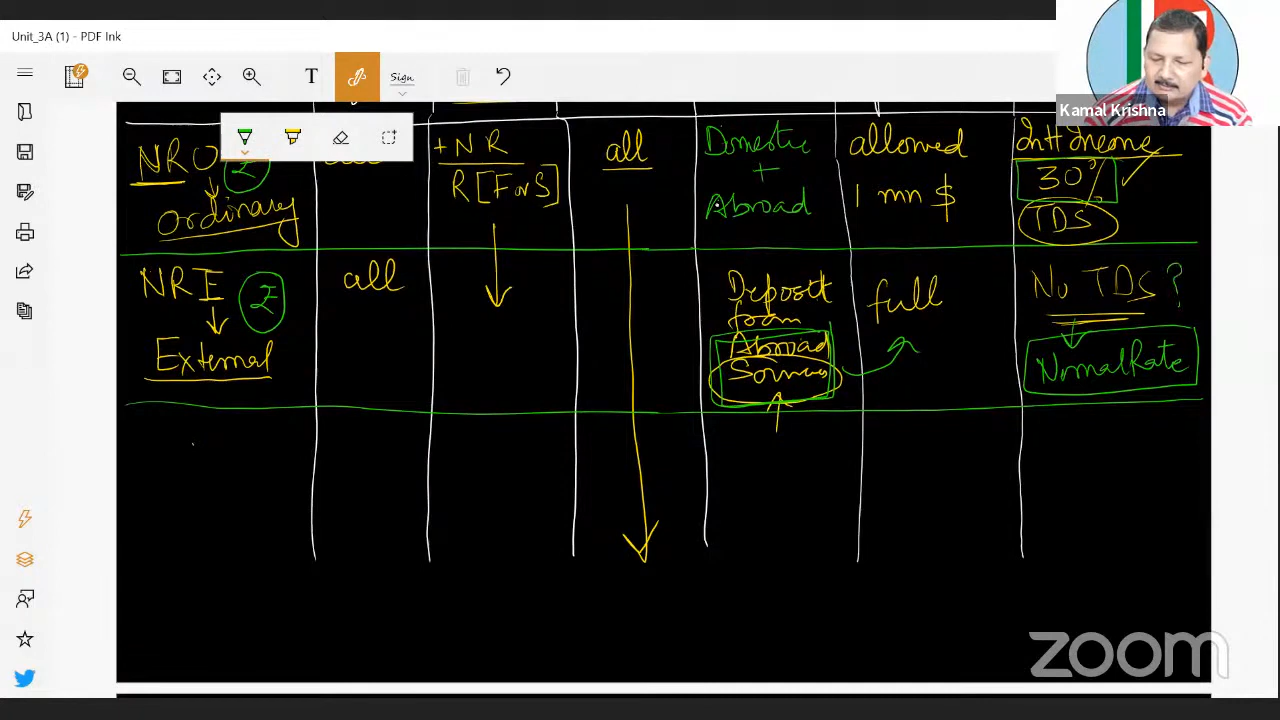 Unit_3A (1) - PDF Ink
T
Sign
Kamal Krishna
NRO
Ordinary
+NR
R [F or S]
all
Domestic
+
Abroad
allowed
1 mn $
Int Income
30%
TDS
NRE
External
all
Deposit
from
Abroad
Sources
full
No TDS ?
Normal Rate
zoom